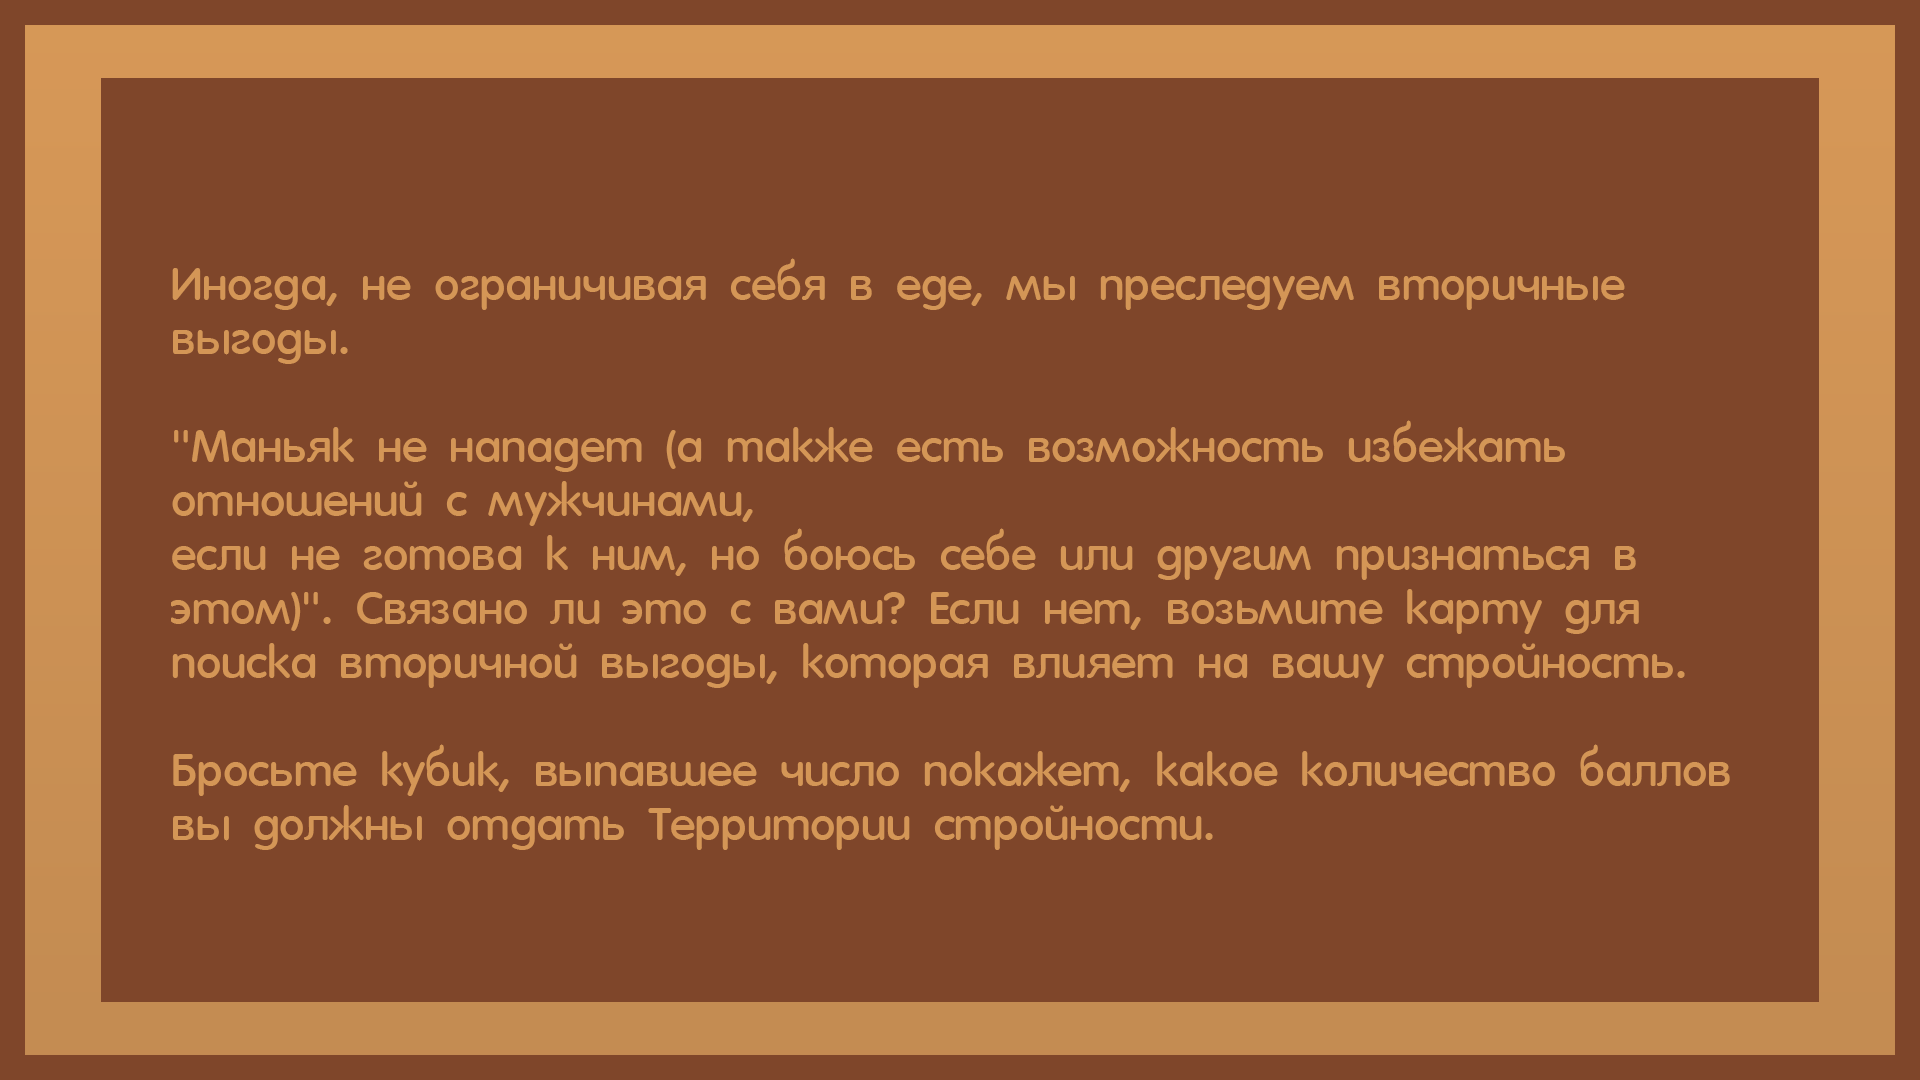 Иногда, не ограничивая себя в еде, мы преследуем вторичные
выгоды.
"Маньяк не нападет (а также есть возможность избежать
отношений с мужчинами,
если не готова к ним, но боюсь себе или другим признаться в
этом)". Связано ли это с вами? Если нет, возьмите карту для
поиска вторичной выгоды, которая влияет на вашу стройность.
Бросьте кубик, выпавшее число покажет, какое количество баллов
вы должны отдать Территории стройности.